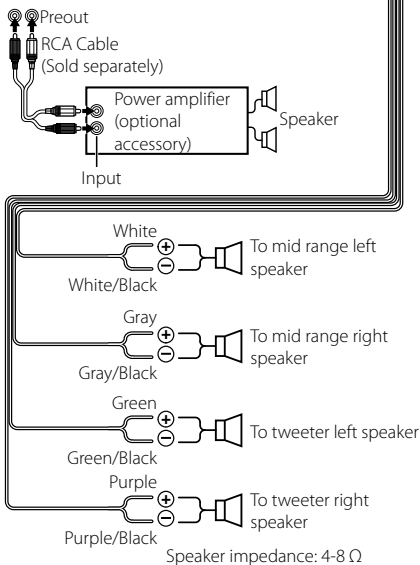 Preout
RCA Cable
(Sold separately)
Power amplifier
(optional
accessory)
Speaker
Input
White
⊕
⊖
White/Black
To mid range left
speaker
Gray
⊕
⊖
Gray/Black
To mid range right
speaker
Green
⊕
⊖
Green/Black
To tweeter left speaker
Purple
⊕
⊖
Purple/Black
To tweeter right
speaker
Speaker impedance: 4-8 Ω